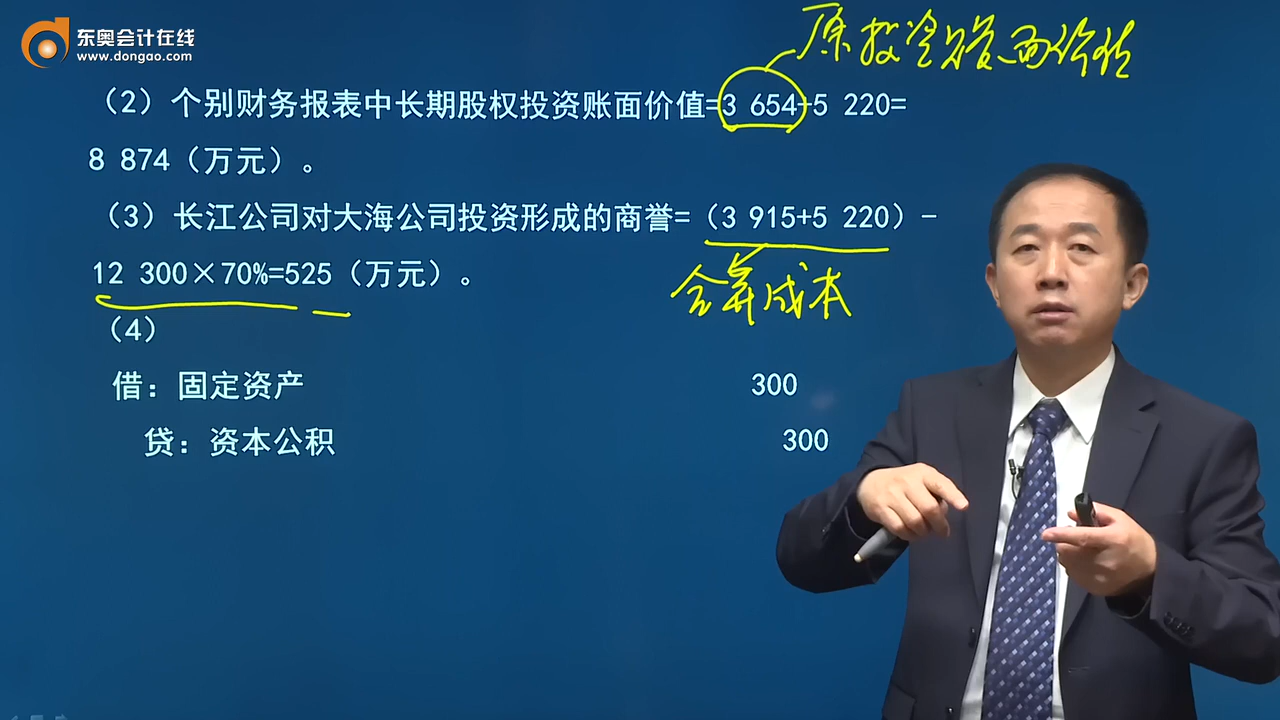 东奥会计在线
www.dongao.com
原投资账面价值
（2）个别财务报表中长期股权投资账面价值=3 654+5 220=
8 874（万元）。
（3）长江公司对大海公司投资形成的商誉=（3 915+5 220）-
12 300×70%=525（万元）。
合并成本
（4）
借：固定资产 300
贷：资本公积 300